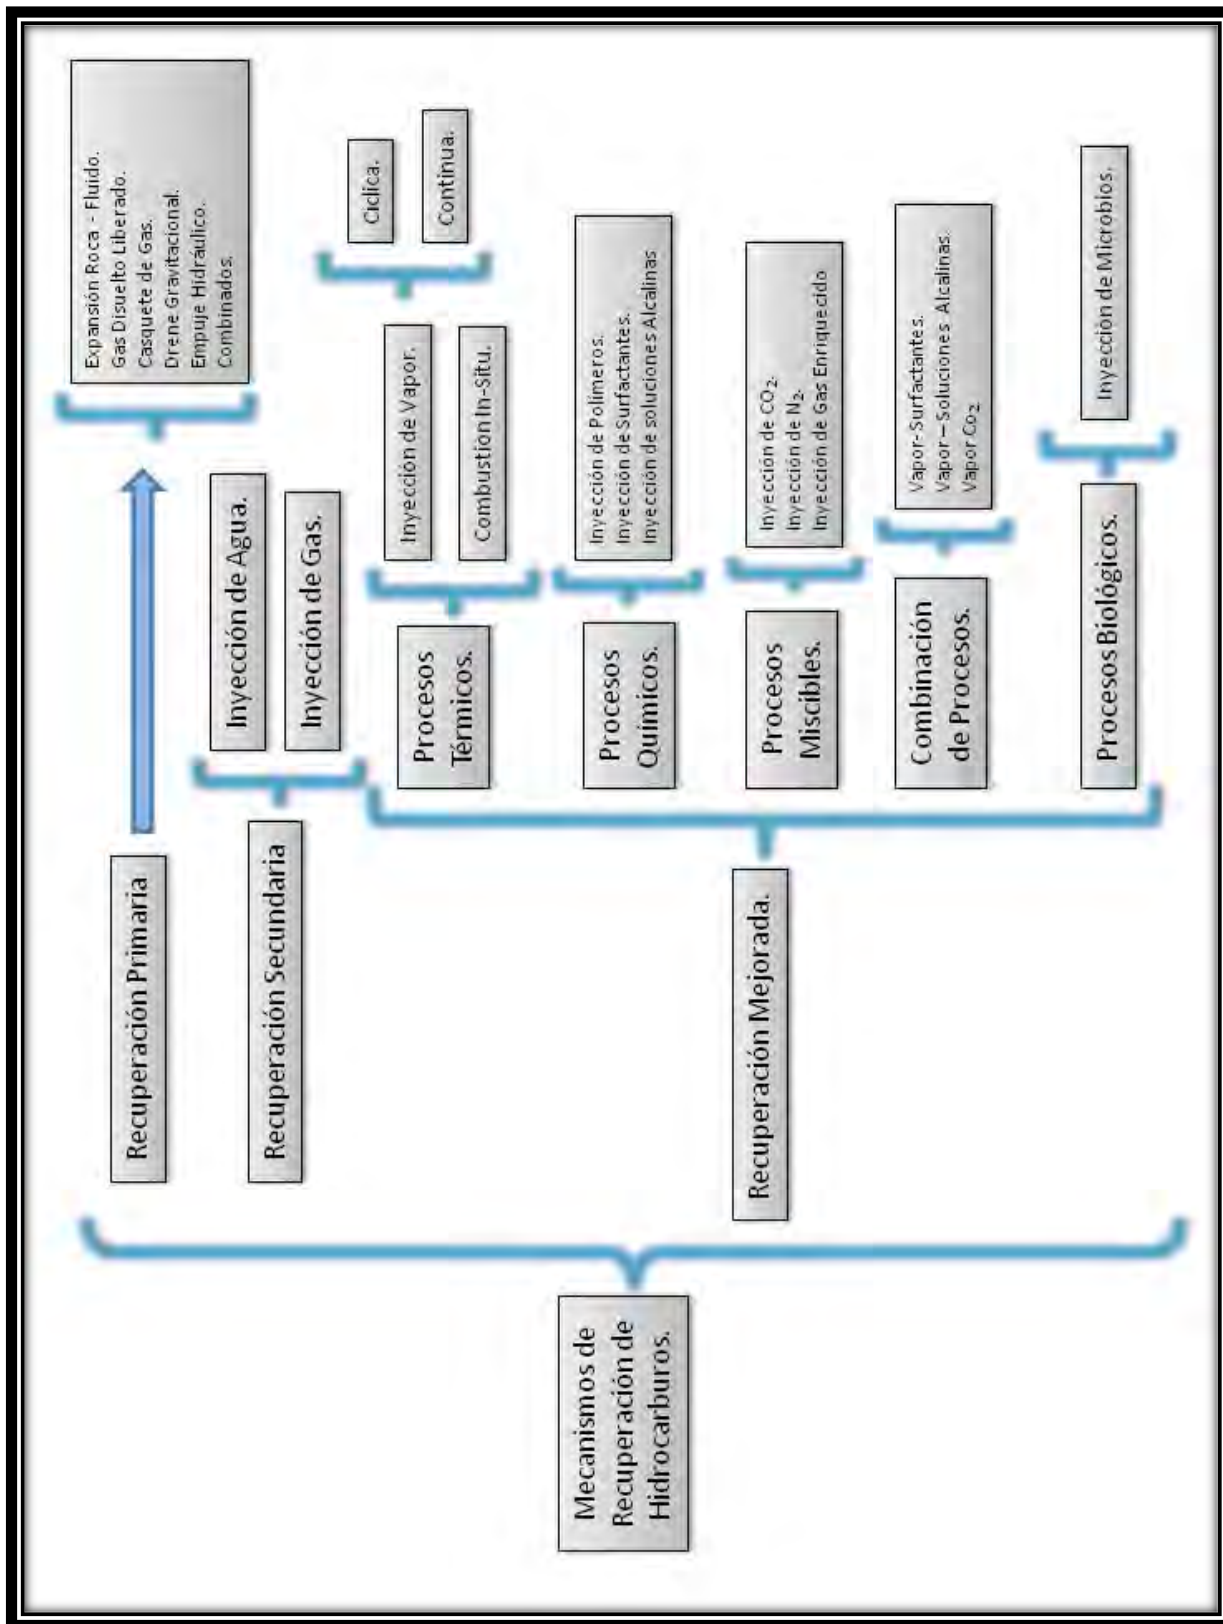 Mecanismos de
Recuperación de
Hidrocarburos.
Recuperación Primaria
Expansión Roca - Fluido.
Gas Disuelto Liberado.
Casquete de Gas.
Drene Gravitacional.
Empuje Hidráulico.
Combinados.
Recuperación Secundaria
Inyección de Agua.
Inyección de Gas.
Recuperación Mejorada.
Procesos
Térmicos.
Inyección de Vapor.
Ciclica.
Continua.
Combustión In-Situ.
Procesos
Químicos.
Inyección de Polímeros.
Inyección de Surfactantes.
Inyección de soluciones Alcalinas
Procesos
Miscibles.
Inyección de CO₂.
Inyección de N₂.
Inyección de Gas Enriquecido
Combinación
de Procesos.
Vapor-Surfactantes.
Vapor – Soluciones Alcalinas.
Vapor Co₂
Procesos Biológicos.
Inyección de Microbios.